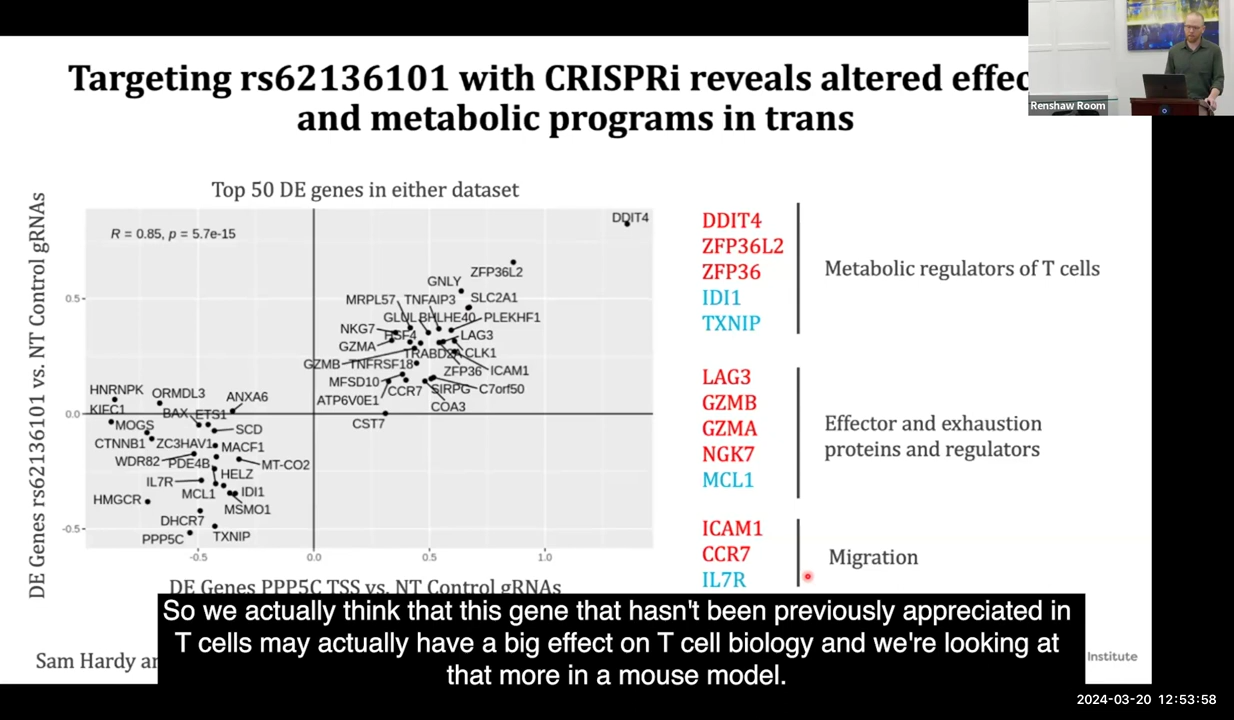 Targeting rs62136101 with CRISPRi reveals altered effec
and metabolic programs in trans
Renshaw Room
Top 50 DE genes in either dataset
DE Genes rs62136101 vs. NT Control gRNAs
R = 0.85, p = 5.7e-15
DDIT4
ZFP36L2
GNLY
MRPL57 TNFAIP3 SLC2A1
GLUL BHLHE40 PLEKHF1
NKG7 HSF4 LAG3
GZMA TRABD2A CLK1
GZMB TNFRSF18 ZFP36 ICAM1
MFSD10 CCR7 SIRPG C7orf50
ATP6V0E1 COA3
CST7
HNRNPK ORMDL3 ANXA6
KIFC1 BAX ETS1
MOGS SCD
CTNNB1 ZC3HAV1 MACF1
WDR82 PDE4B MT-CO2
IL7R HELZ
HMGCR MCL1 IDI1
MSMO1
DHCR7
PPP5C TXNIP
0.5
0.0
-0.5
-0.5 0.0 0.5 1.0
DE Genes PPP5C TSS vs. NT Control gRNAs
DDIT4
ZFP36L2
ZFP36
IDI1
TXNIP
Metabolic regulators of T cells
LAG3
GZMB
GZMA
NGK7
MCL1
Effector and exhaustion
proteins and regulators
ICAM1
CCR7
IL7R
Migration
Sam Hardy an
Institute
So we actually think that this gene that hasn't been previously appreciated in
T cells may actually have a big effect on T cell biology and we're looking at
that more in a mouse model.
2024-03-20 12:53:58